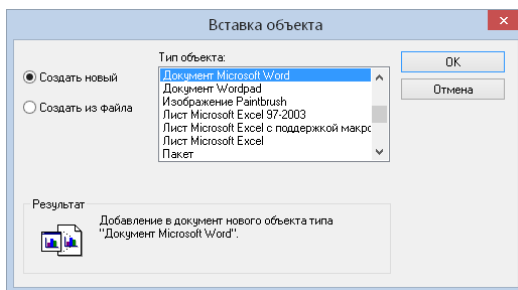 Вставка объекта
Тип объекта:
Создать новый
Создать из файла
Документ Microsoft Word
Документ Wordpad
Изображение Paintbrush
Лист Microsoft Excel 97-2003
Лист Microsoft Excel с поддержкой макрс
Лист Microsoft Excel
Пакет
OK
Отмена
Результат
Добавление в документ нового объекта типа
"Документ Microsoft Word".